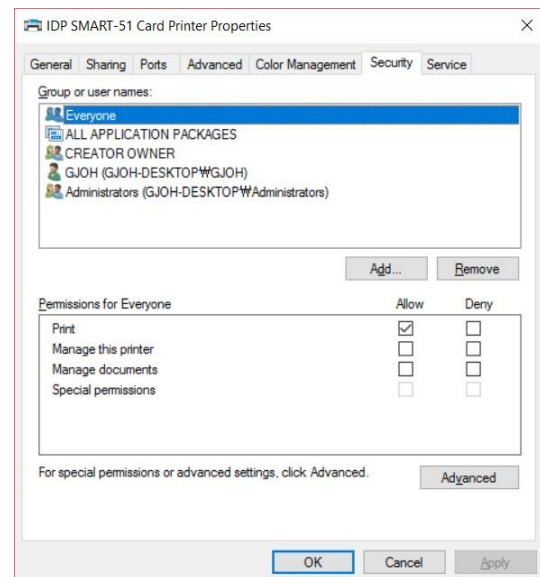 IDP SMART-51 Card Printer Properties
General Sharing Ports Advanced Color Management Security Service
Group or user names:
Everyone
ALL APPLICATION PACKAGES
CREATOR OWNER
GJOH (GJOH-DESKTOP₩GJOH)
Administrators (GJOH-DESKTOP₩Administrators)
Add... Remove
Permissions for Everyone Allow Deny
Print
Manage this printer
Manage documents
Special permissions
For special permissions or advanced settings, click Advanced. Advanced
OK Cancel Apply